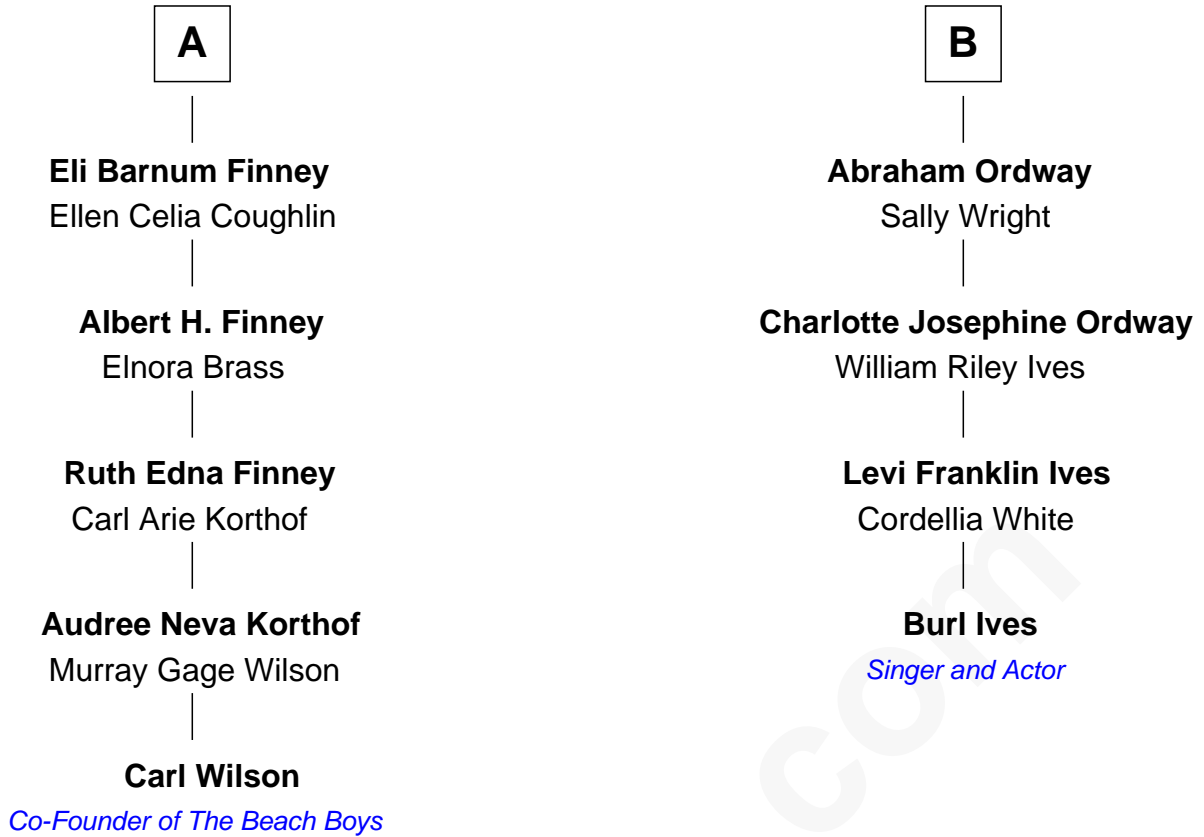 A
Eli Barnum Finney
Ellen Celia Coughlin
Albert H. Finney
Elnora Brass
Ruth Edna Finney
Carl Arie Korthof
Audree Neva Korthof
Murray Gage Wilson
Carl Wilson
Co-Founder of The Beach Boys
B
Abraham Ordway
Sally Wright
Charlotte Josephine Ordway
William Riley Ives
Levi Franklin Ives
Cordellia White
Burl Ives
Singer and Actor
com